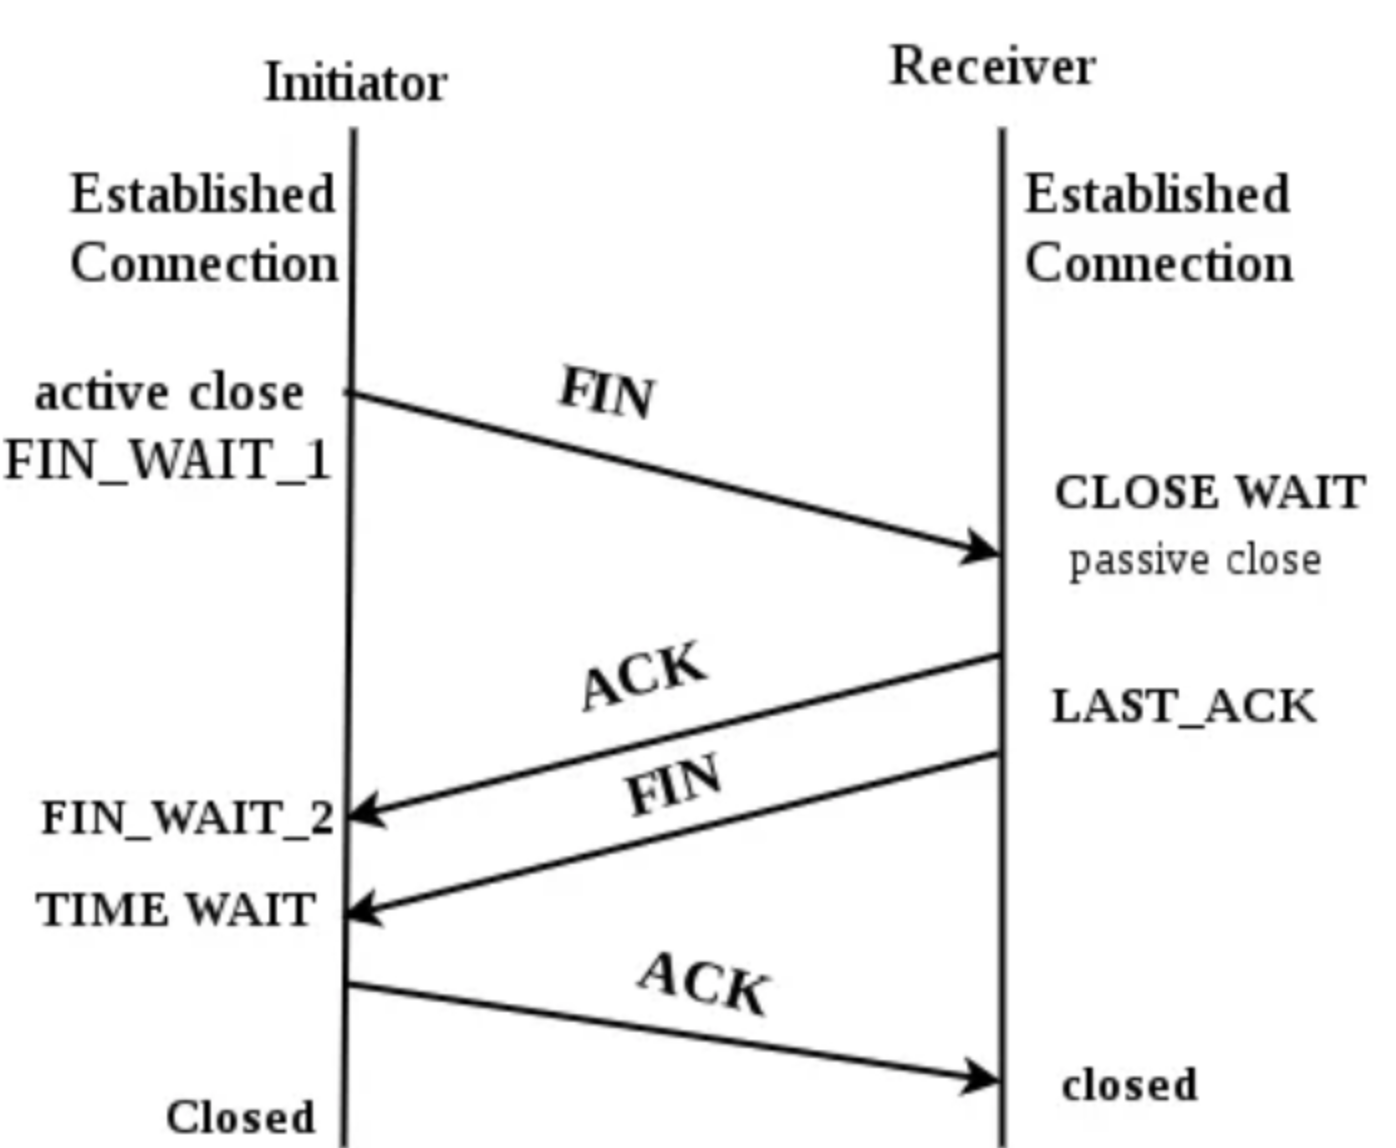 Initiator
Receiver
Established
Connection
Established
Connection
active close
FIN_WAIT_1
FIN
CLOSE WAIT
passive close
ACK
LAST_ACK
FIN
FIN_WAIT_2
TIME WAIT
ACK
closed
Closed